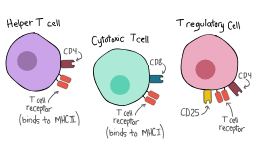 Helper T cell
CD4
T cell
receptor
(binds to MHCII)
Cytotoxic T cell
CD8
T cell
receptor
(binds to MHCI)
T regulatory Cell
CD4
CD25
T cell
receptor